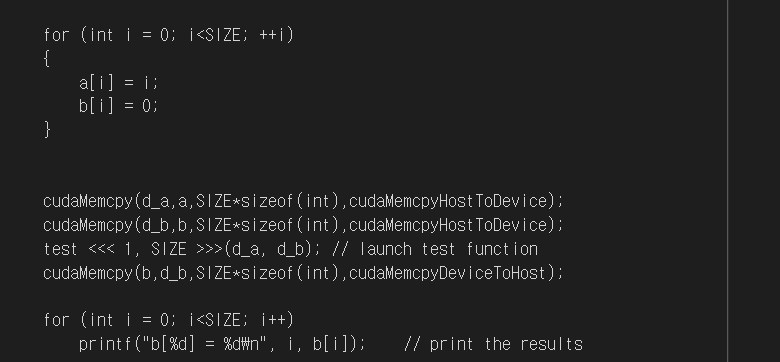 for (int i = 0; i<SIZE; ++i)
{
    a[i] = i;
    b[i] = 0;
}
cudaMemcpy(d_a,a,SIZE*sizeof(int),cudaMemcpyHostToDevice);
cudaMemcpy(d_b,b,SIZE*sizeof(int),cudaMemcpyHostToDevice);
test <<< 1, SIZE >>>(d_a, d_b); // launch test function
cudaMemcpy(b,d_b,SIZE*sizeof(int),cudaMemcpyDeviceToHost);
for (int i = 0; i<SIZE; i++)
    printf("b[%d] = %d₩n", i, b[i]);    // print the results